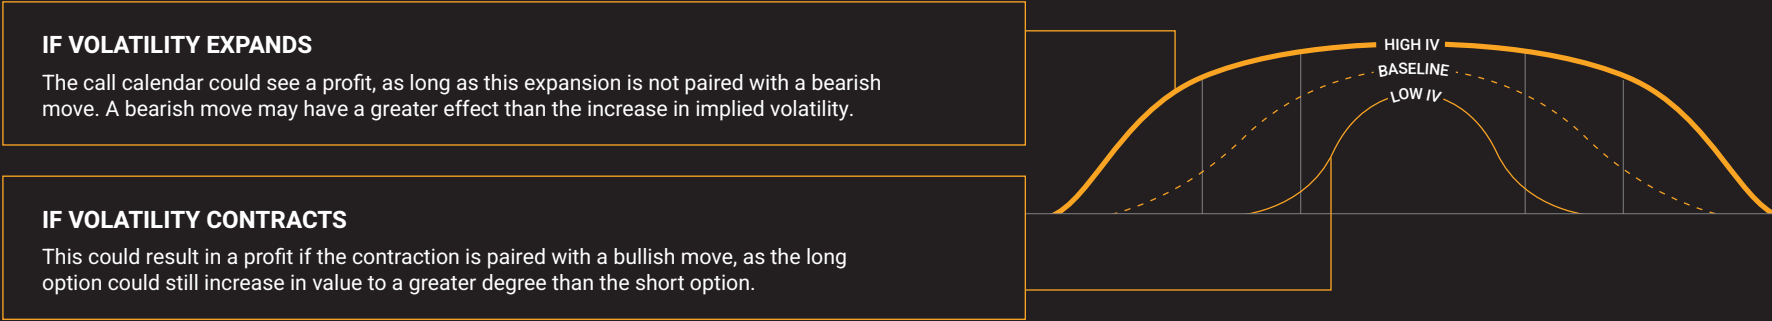 IF VOLATILITY EXPANDS
The call calendar could see a profit, as long as this expansion is not paired with a bearish
move. A bearish move may have a greater effect than the increase in implied volatility.
IF VOLATILITY CONTRACTS
This could result in a profit if the contraction is paired with a bullish move, as the long
option could still increase in value to a greater degree than the short option.
HIGH IV
BASELINE
LOW IV